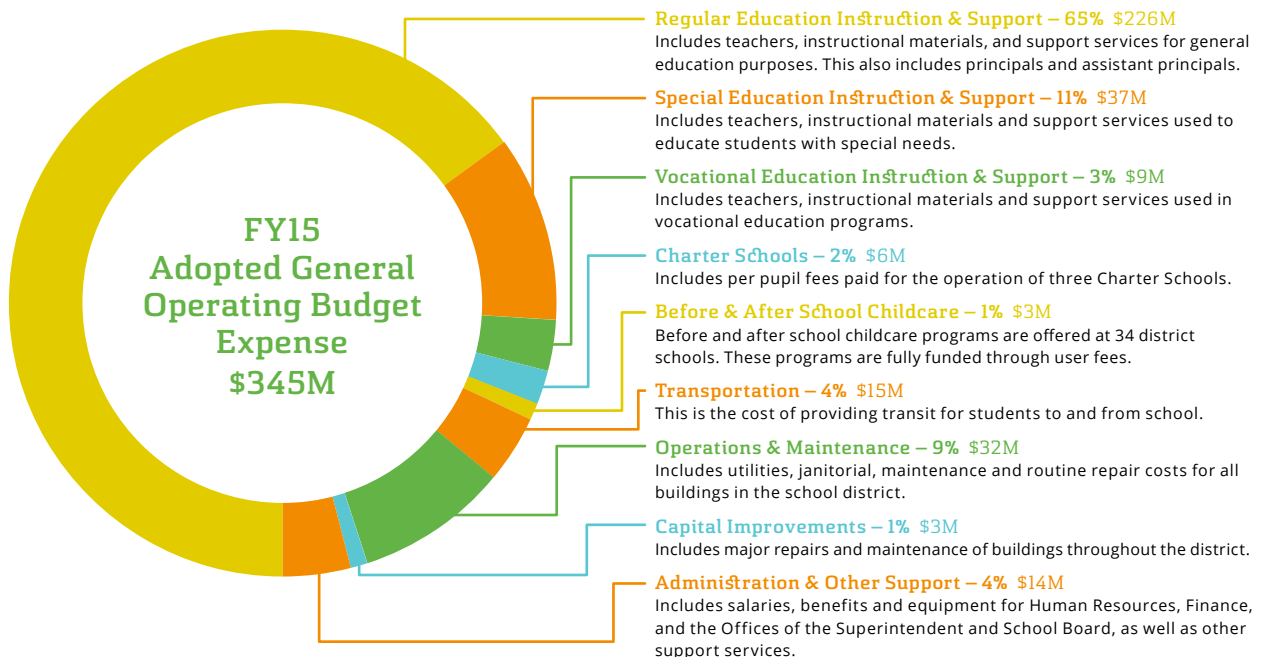 FY15
Adopted General
Operating Budget
Expense
$345M
Regular Education Instruction & Support – 65% $226M
Includes teachers, instructional materials, and support services for general
education purposes. This also includes principals and assistant principals.
Special Education Instruction & Support – 11% $37M
Includes teachers, instructional materials and support services used to
educate students with special needs.
Vocational Education Instruction & Support – 3% $9M
Includes teachers, instructional materials and support services used in
vocational education programs.
Charter Schools – 2% $6M
Includes per pupil fees paid for the operation of three Charter Schools.
Before & After School Childcare – 1% $3M
Before and after school childcare programs are offered at 34 district
schools. These programs are fully funded through user fees.
Transportation – 4% $15M
This is the cost of providing transit for students to and from school.
Operations & Maintenance – 9% $32M
Includes utilities, janitorial, maintenance and routine repair costs for all
buildings in the school district.
Capital Improvements – 1% $3M
Includes major repairs and maintenance of buildings throughout the district.
Administration & Other Support – 4% $14M
Includes salaries, benefits and equipment for Human Resources, Finance,
and the Offices of the Superintendent and School Board, as well as other
support services.